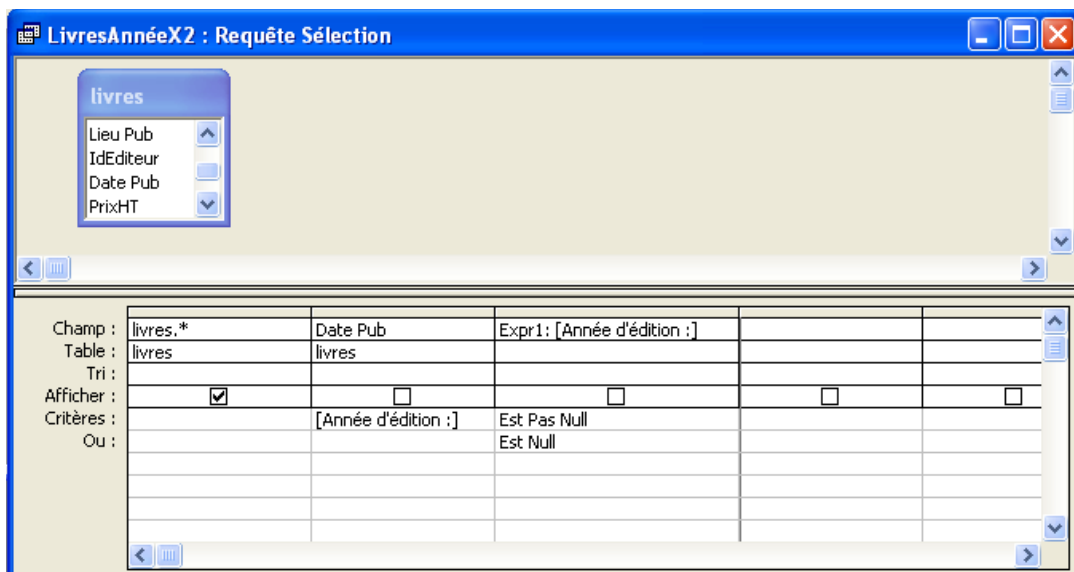 LivresAnnéeX2 : Requête Sélection
livres
Lieu Pub
IdEditeur
Date Pub
PrixHT
Champ : livres.* Date Pub Expr1: [Année d'édition :]
Table : livres livres
Tri :
Afficher :
Critères : [Année d'édition :] Est Pas Null
Ou : Est Null